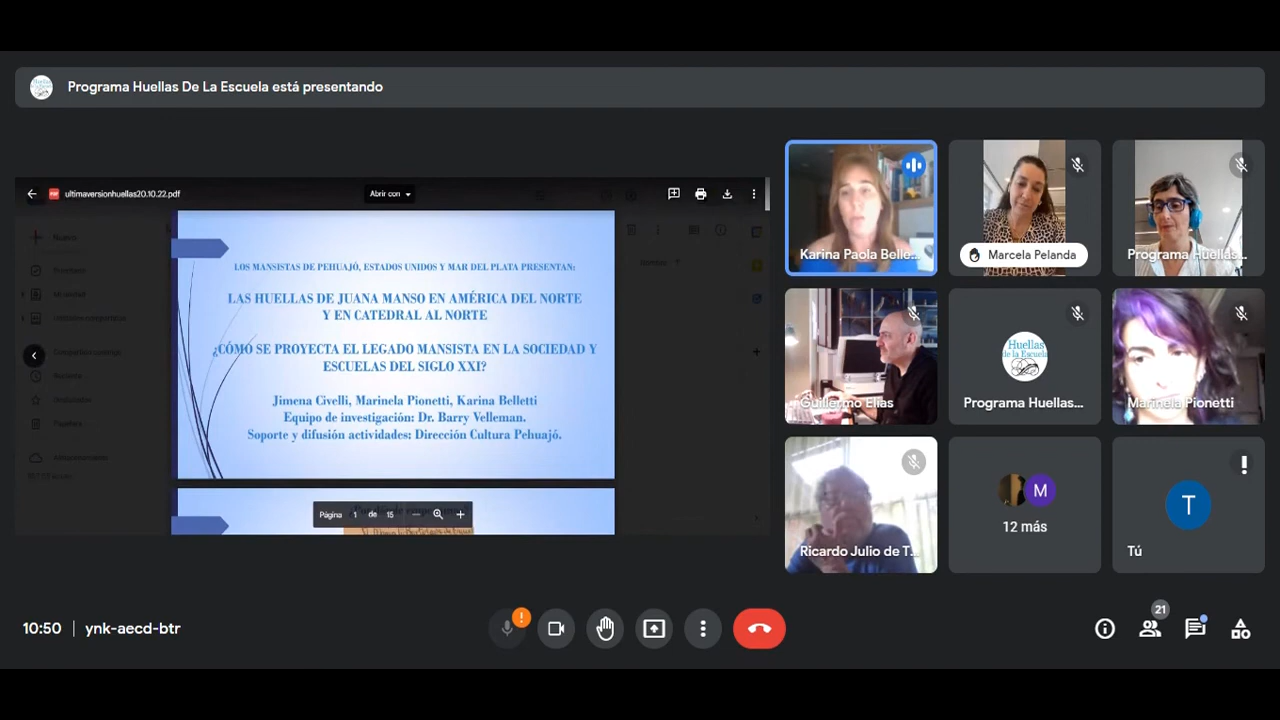 Programa Huellas De La Escuela está presentando
ultimaversionhuellas20.10.22.pdf
Abrir con
LOS MANSISTAS DE PEHUAJÓ, ESTADOS UNIDOS Y MAR DEL PLATA PRESENTAN:
LAS HUELLAS DE JUANA MANSO EN AMÉRICA DEL NORTE
Y EN CATEDRAL AL NORTE
¿CÓMO SE PROYECTA EL LEGADO MANSISTA EN LA SOCIEDAD Y
ESCUELAS DEL SIGLO XXI?
Jimena Civelli, Marinela Pionetti, Karina Belletti
Equipo de investigación: Dr. Barry Velleman.
Soporte y difusión actividades: Dirección Cultura Pehuajó.
Página 1 de 15
Karina Paola Belle...
Marcela Pelanda
Programa Huellas...
Guillermo Elias
Huellas
de la Escuela
Programa Huellas...
Marinela Pionetti
Ricardo Julio de T...
M
12 más
T
Tú
10:50 | ynk-aecd-btr
21